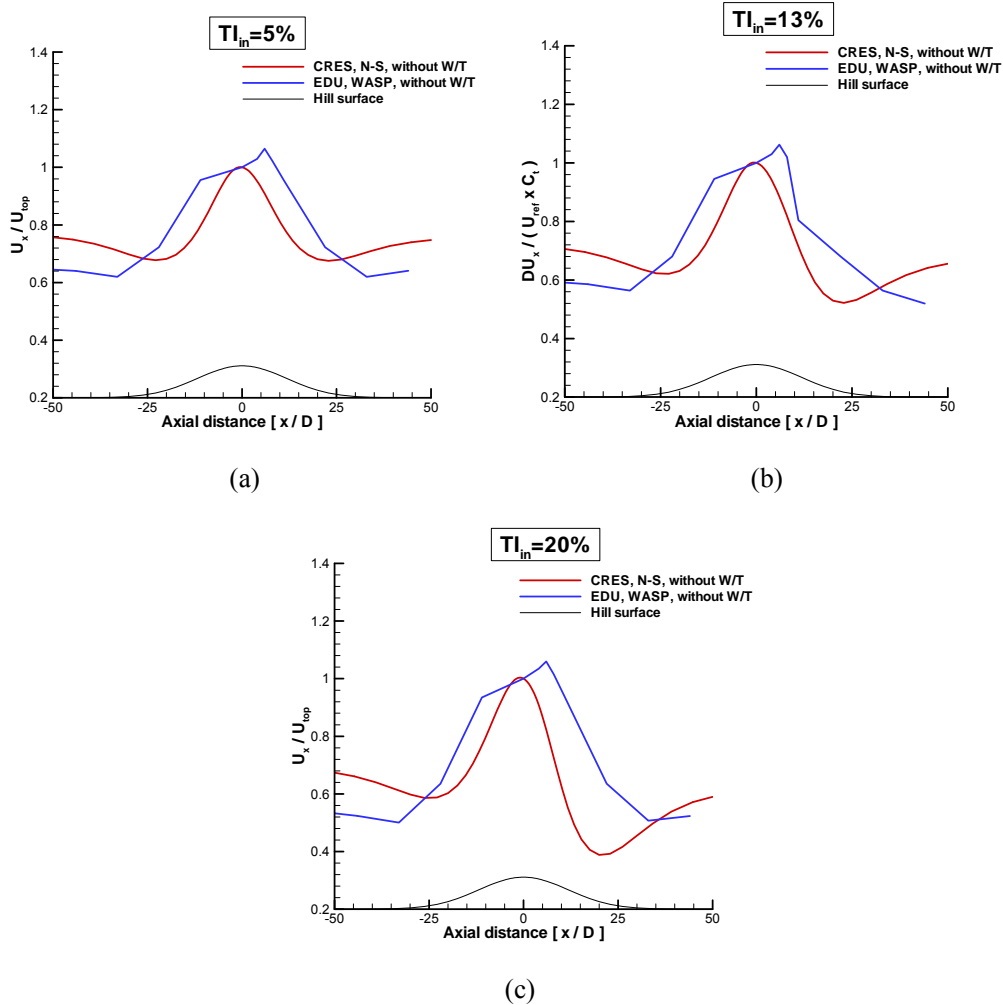 TI_in=5%
1.4
1.2
1
0.8
0.6
0.4
0.2
U_x / U_top
CRES, N-S, without W/T
EDU, WASP, without W/T
Hill surface
-50
-25
0
25
50
Axial distance [ x / D ]
(a)
TI_in=13%
1.4
1.2
1
0.8
0.6
0.4
0.2
DU_x / ( U_ref x C_t )
CRES, N-S, without W/T
EDU, WASP, without W/T
Hill surface
-50
-25
0
25
50
Axial distance [ x / D ]
(b)
TI_in=20%
1.4
1.2
1
0.8
0.6
0.4
0.2
U_x / U_top
CRES, N-S, without W/T
EDU, WASP, without W/T
Hill surface
-50
-25
0
25
50
Axial distance [ x / D ]
(c)